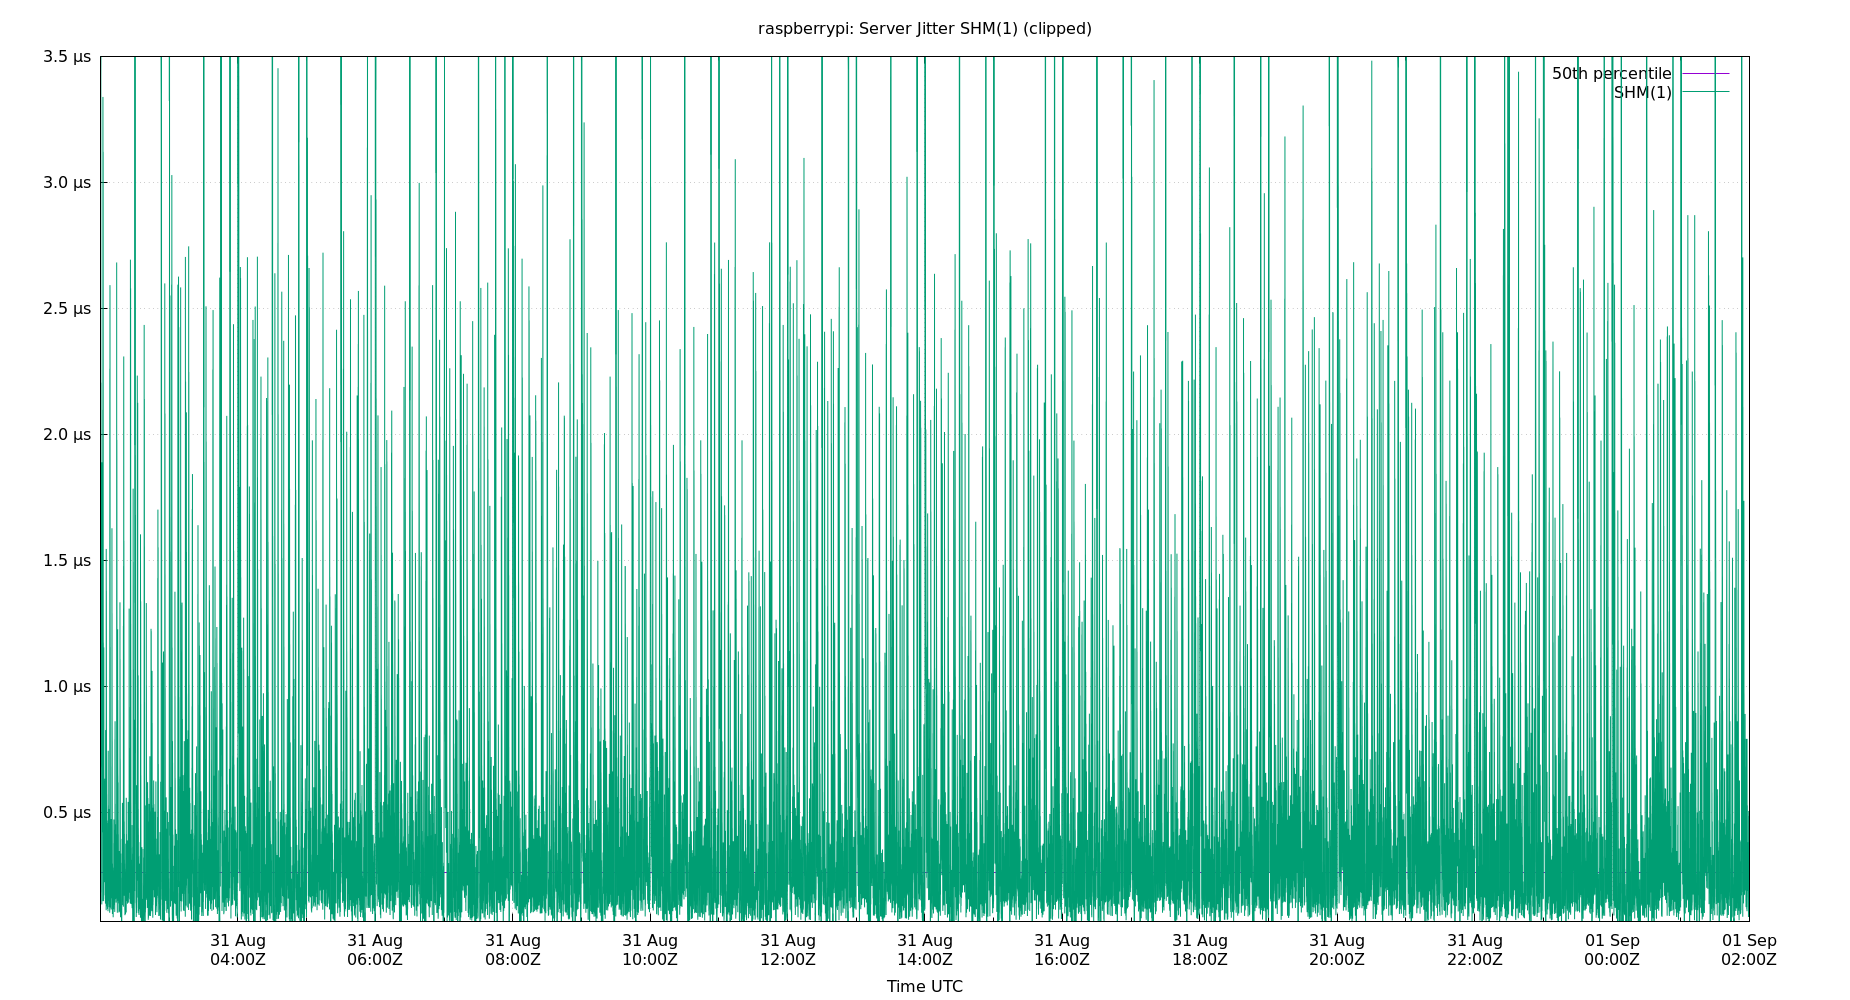 raspberrypi: Server Jitter SHM(1) (clipped)
3.5 µs
3.0 µs
2.5 µs
2.0 µs
1.5 µs
1.0 µs
0.5 µs
50th percentile
SHM(1)
31 Aug 31 Aug 31 Aug 31 Aug 31 Aug 31 Aug 31 Aug 31 Aug 31 Aug 31 Aug 01 Sep 01 Sep
04:00Z 06:00Z 08:00Z 10:00Z 12:00Z 14:00Z 16:00Z 18:00Z 20:00Z 22:00Z 00:00Z 02:00Z
Time UTC